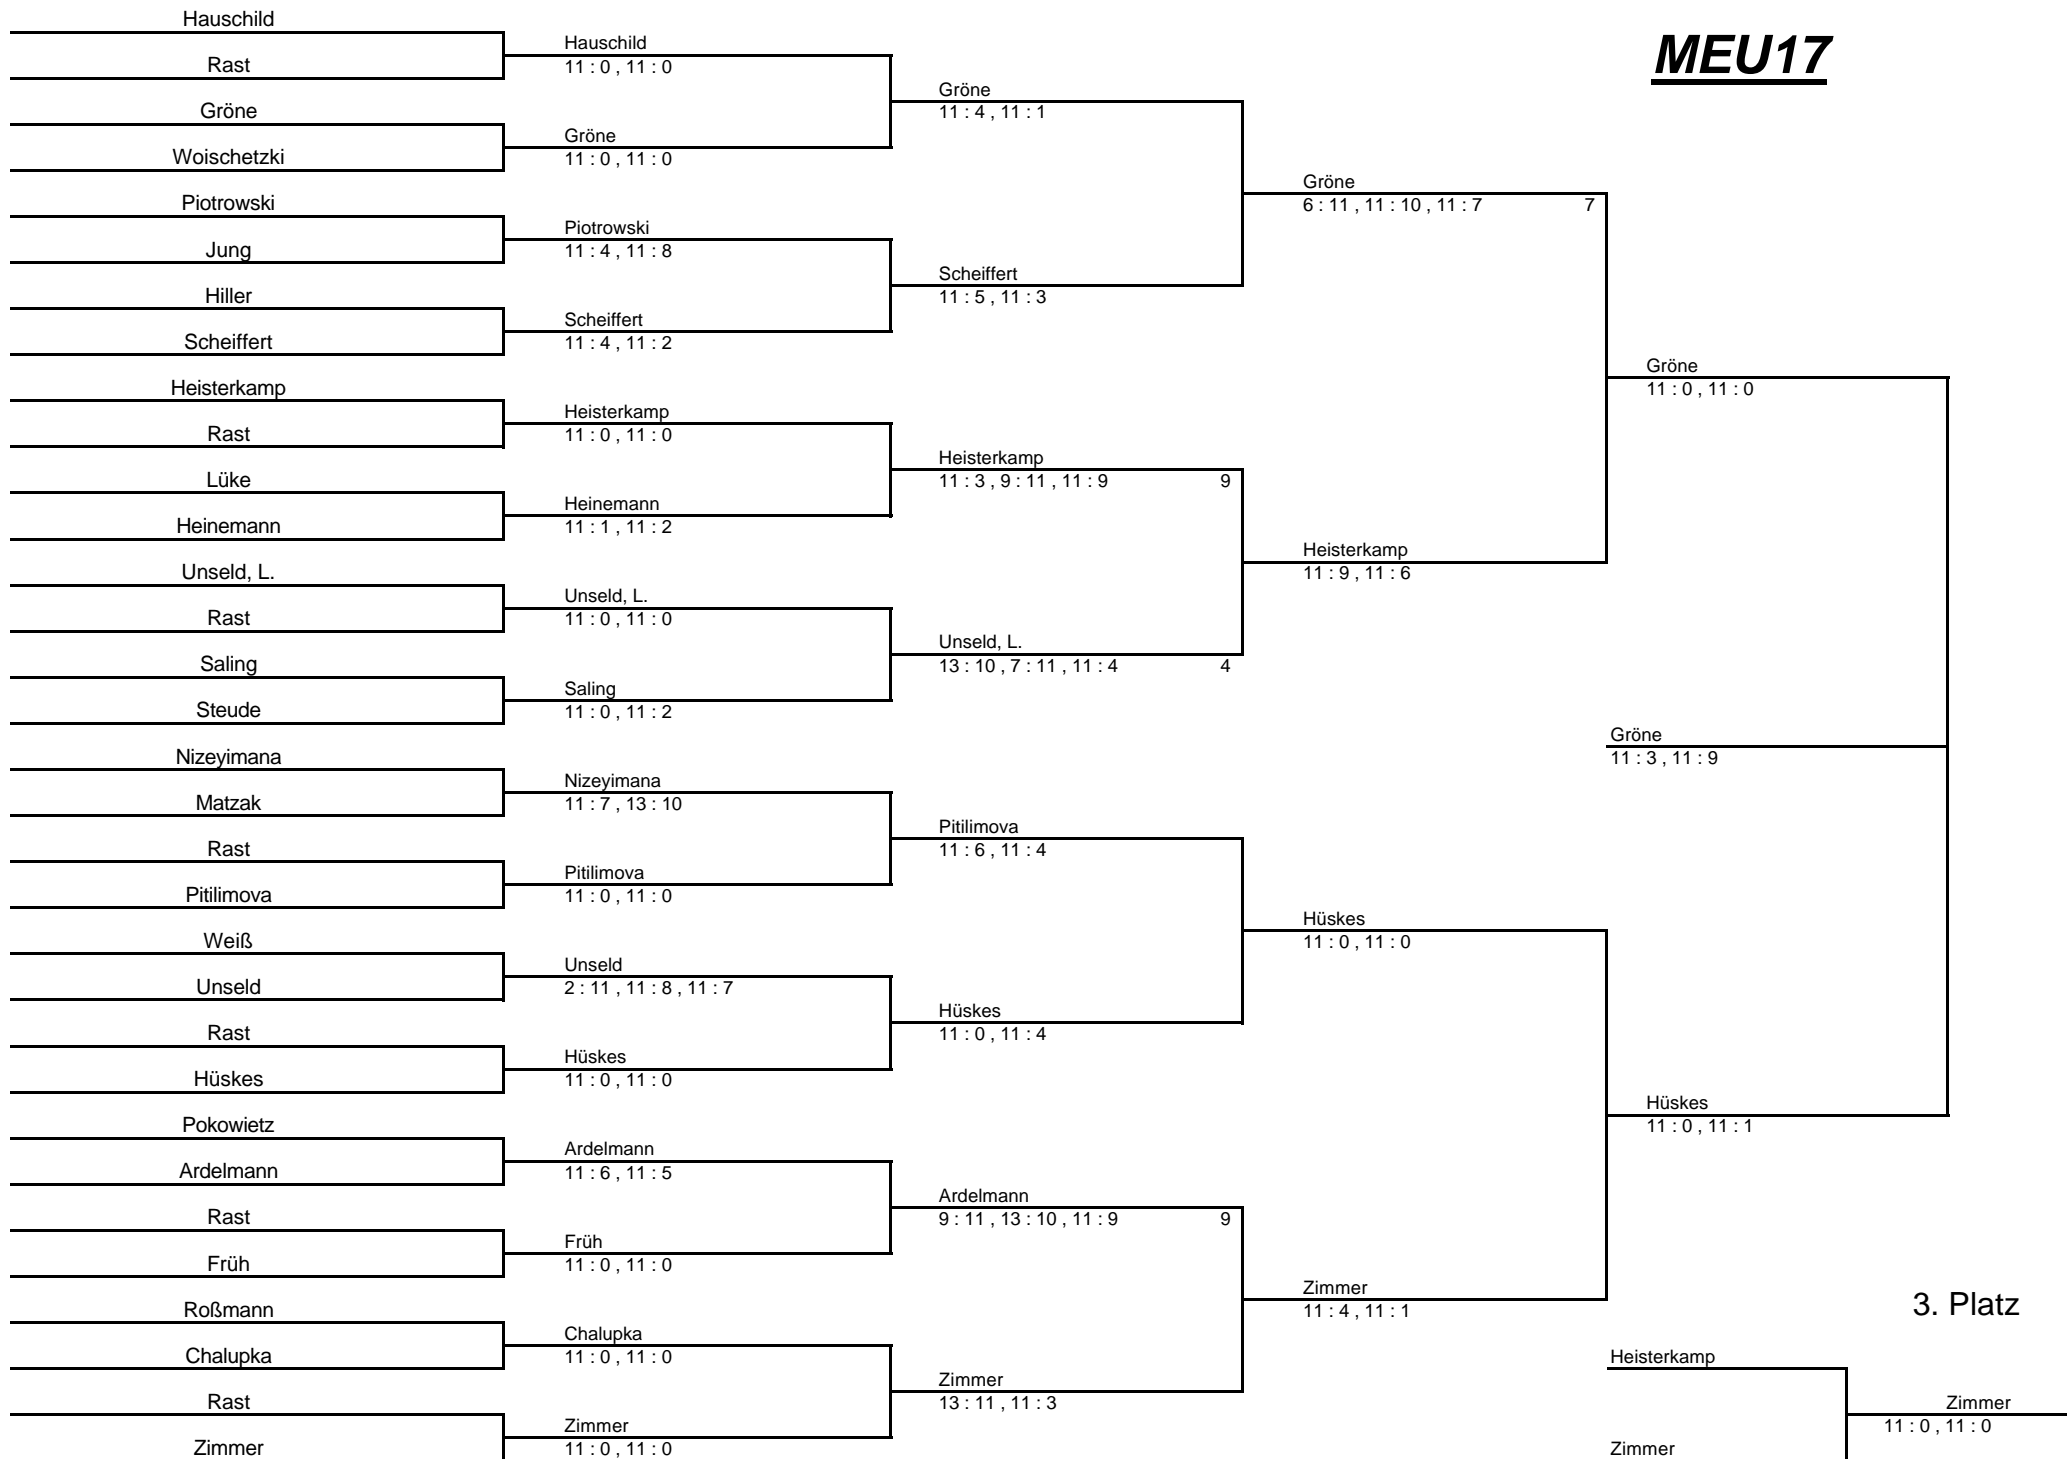 MEU17
Hauschild
Rast
Gröne
Woischetzki
Piotrowski
Jung
Hiller
Scheiffert
Heisterkamp
Rast
Lüke
Heinemann
Unseld, L.
Rast
Saling
Steude
Nizeyimana
Matzak
Rast
Pitilimova
Weiß
Unseld
Rast
Hüskes
Pokowietz
Ardelmann
Rast
Früh
Roßmann
Chalupka
Rast
Zimmer
Hauschild
11 : 0 , 11 : 0
Gröne
11 : 0 , 11 : 0
Piotrowski
11 : 4 , 11 : 8
Scheiffert
11 : 4 , 11 : 2
Heisterkamp
11 : 0 , 11 : 0
Heinemann
11 : 1 , 11 : 2
Unseld, L.
11 : 0 , 11 : 0
Saling
11 : 0 , 11 : 2
Nizeyimana
11 : 7 , 13 : 10
Pitilimova
11 : 0 , 11 : 0
Unseld
2 : 11 , 11 : 8 , 11 : 7
Hüskes
11 : 0 , 11 : 0
Ardelmann
11 : 6 , 11 : 5
Früh
11 : 0 , 11 : 0
Chalupka
11 : 0 , 11 : 0
Zimmer
11 : 0 , 11 : 0
Gröne
11 : 4 , 11 : 1
Scheiffert
11 : 5 , 11 : 3
Heisterkamp
11 : 3 , 9 : 11 , 11 : 9 9
Unseld, L.
13 : 10 , 7 : 11 , 11 : 4 4
Pitilimova
11 : 6 , 11 : 4
Hüskes
11 : 0 , 11 : 4
Ardelmann
9 : 11 , 13 : 10 , 11 : 9 9
Zimmer
13 : 11 , 11 : 3
Gröne
6 : 11 , 11 : 10 , 11 : 7 7
Heisterkamp
11 : 9 , 11 : 6
Hüskes
11 : 0 , 11 : 0
Zimmer
11 : 4 , 11 : 1
Gröne
11 : 0 , 11 : 0
Hüskes
11 : 0 , 11 : 1
Gröne
11 : 3 , 11 : 9
3. Platz
Heisterkamp
Zimmer
Zimmer
11 : 0 , 11 : 0